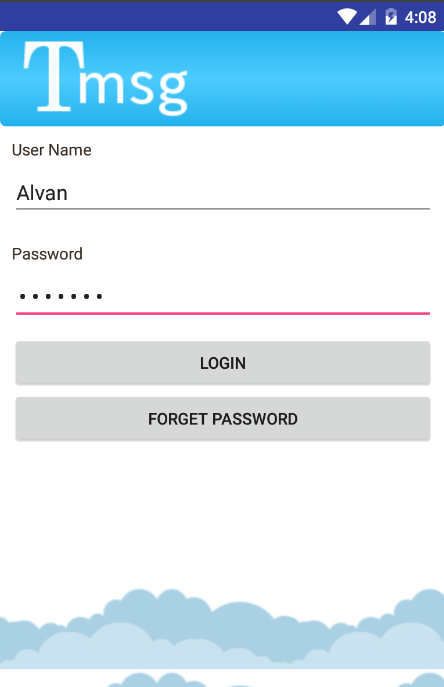 4:08
Tmsg
User Name
Alvan
Password
•••••••
LOGIN
FORGET PASSWORD